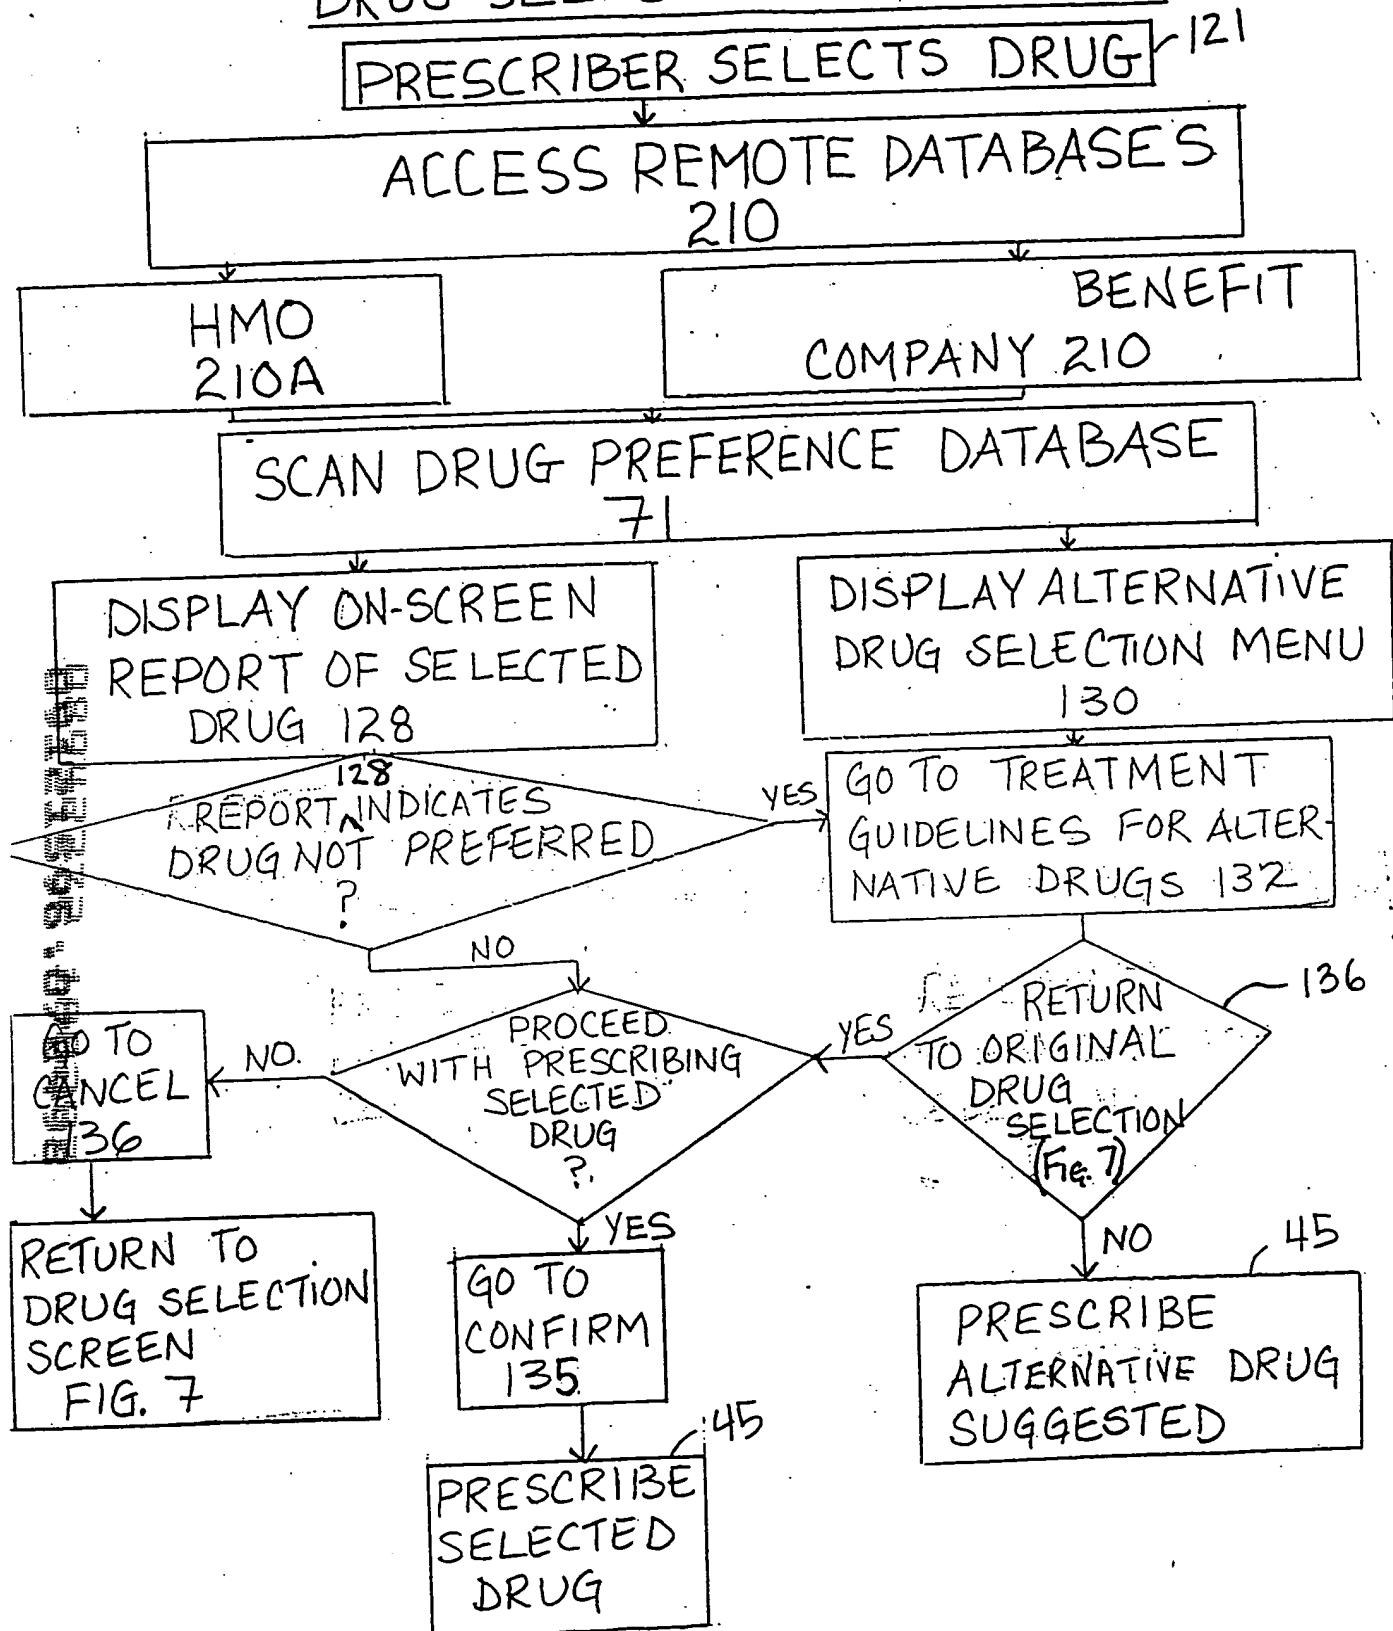 PRESCRIBER SELECTS DRUG
121
ACCESS REMOTE DATABASES
210
HMO
210A
BENEFIT
COMPANY 210
SCAN DRUG PREFERENCE DATABASE
71
DISPLAY ON-SCREEN
REPORT OF SELECTED
DRUG 128
DISPLAY ALTERNATIVE
DRUG SELECTION MENU
130
128
REPORT ^ INDICATES
DRUG NOT PREFERRED
?
YES
GO TO TREATMENT
GUIDELINES FOR ALTER-
NATIVE DRUGS 132
NO
RETURN
TO ORIGINAL
DRUG
SELECTION
(FIG. 7)
136
YES
PROCEED
WITH PRESCRIBING
SELECTED
DRUG
?
NO.
GO TO
CANCEL
136
RETURN TO
DRUG SELECTION
SCREEN
FIG. 7
YES
GO TO
CONFIRM
135
45
PRESCRIBE
SELECTED
DRUG
NO
45
PRESCRIBE
ALTERNATIVE DRUG
SUGGESTED